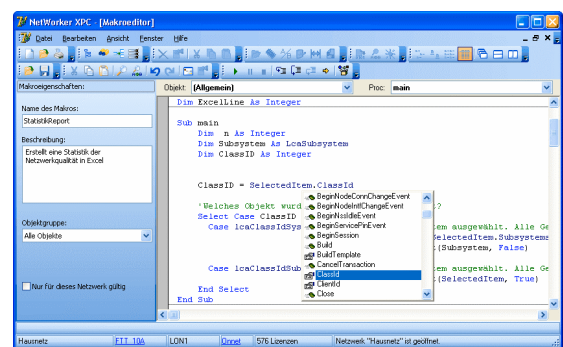 NetWorker XPC - [Makroeditor]
Datei Bearbeiten Ansicht Fenster Hilfe
Makroeigenschaften:
Objekt: (Allgemein) Proc: main
Name des Makros:
StatistikReport
Beschreibung:
Erstellt eine Statistik der
Netzwerkqualität in Excel
Objektgruppe:
Alle Objekte
Nur für dieses Netzwerk gültig
Dim ExcelLine As Integer
Sub main
Dim n As Integer
Dim Subsystem As LcaSubsystem
Dim ClassID As Integer
ClassID = SelectedItem.ClassId
'Welches Objekt wurd ?
Select Case ClassID
Case lcaClassIdSys em ausgewählt. Alle Ge
SelectedItem.Subsystems
(Subsystem, False)
Case lcaClassIdSub em ausgewählt. Alle Ge
(SelectedItem, True)
End Select
End Sub
BeginNodeConnChangeEvent
BeginNodeIntfChangeEvent
BeginNssIdleEvent
BeginServicePinEvent
BeginSession
Build
BuildTemplate
CancelTransaction
ClassId
ClientId
Close
Hausnetz FTT_10A LON1 Onnet 576 Lizenzen Netzwerk "Hausnetz" ist geöffnet.